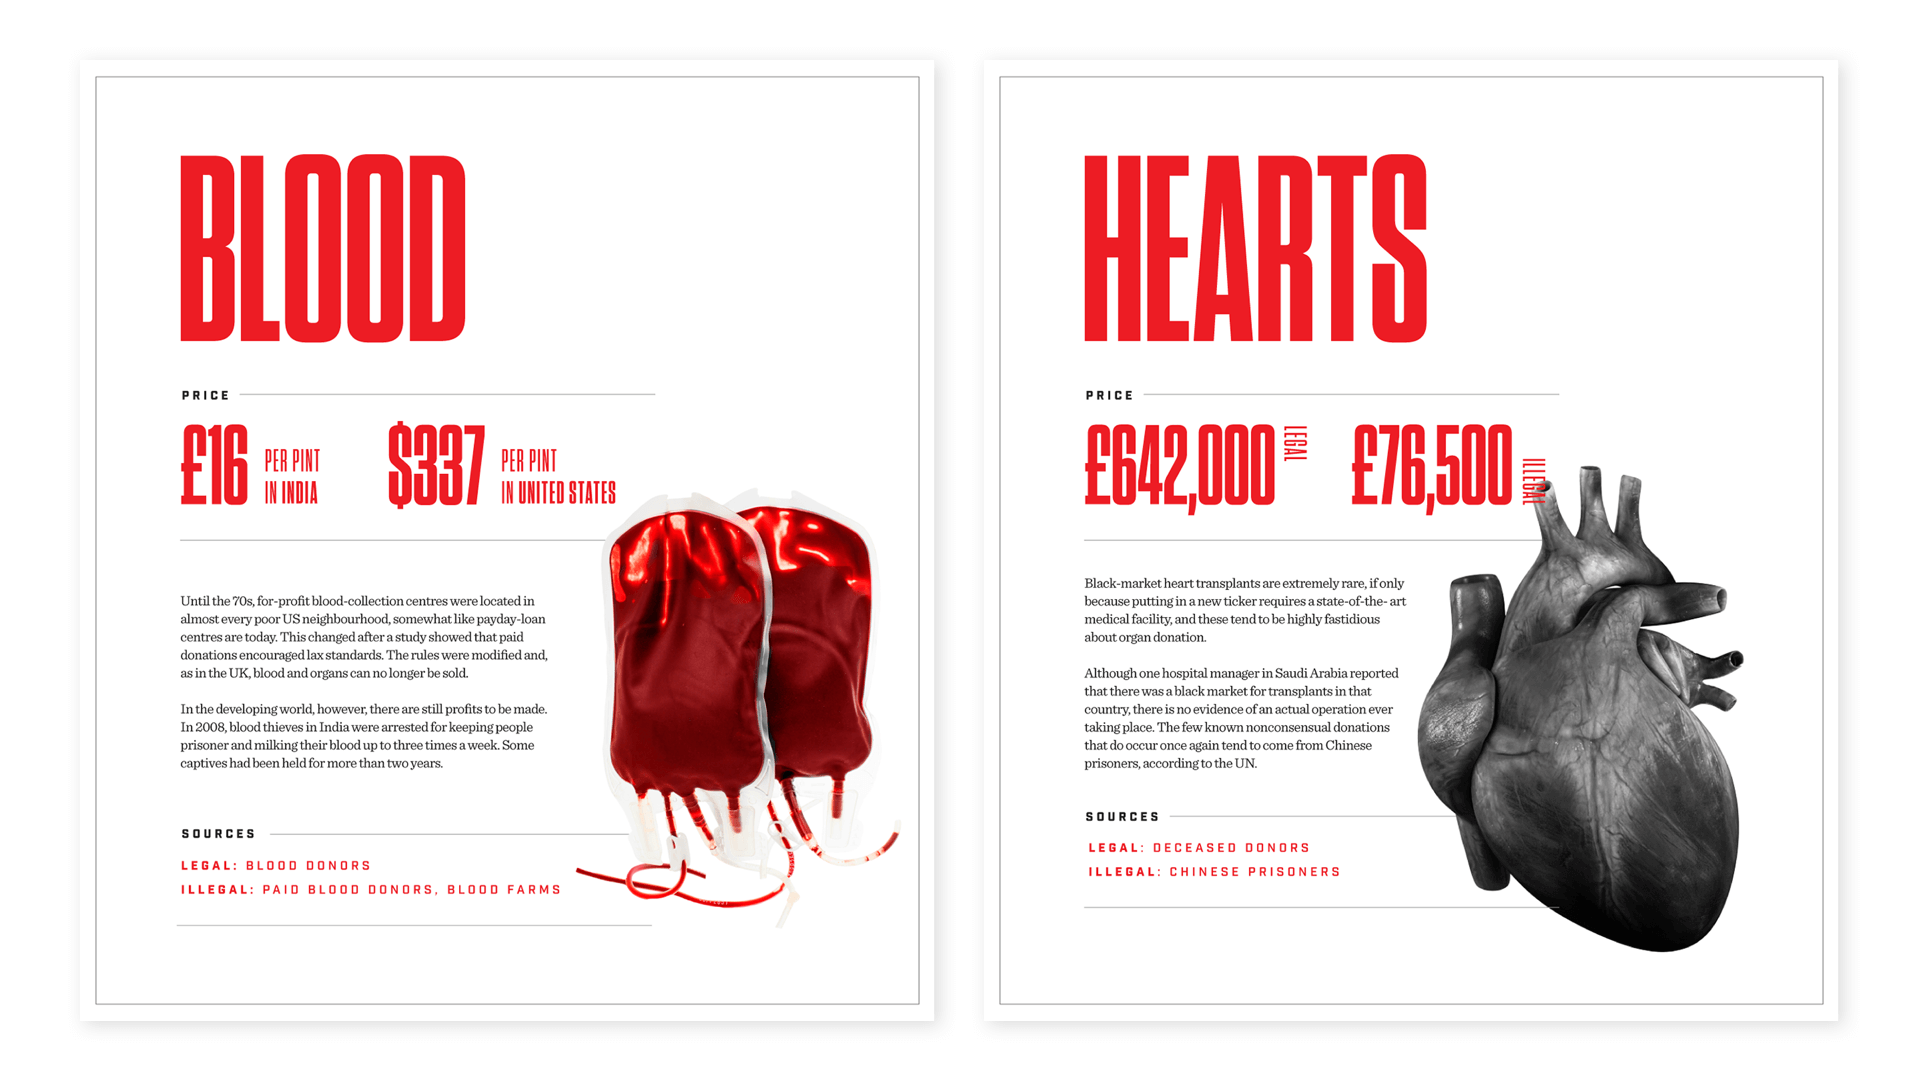 BLOOD
PRICE
£16
PER PINT
IN INDIA
$337
PER PINT
IN UNITED STATES
Until the 70s, for-profit blood-collection centres were located in
almost every poor US neighbourhood, somewhat like payday-loan
centres are today. This changed after a study showed that paid
donations encouraged lax standards. The rules were modified and,
as in the UK, blood and organs can no longer be sold.
In the developing world, however, there are still profits to be made.
In 2008, blood thieves in India were arrested for keeping people
prisoner and milking their blood up to three times a week. Some
captives had been held for more than two years.
SOURCES
LEGAL: BLOOD DONORS
ILLEGAL: PAID BLOOD DONORS, BLOOD FARMS
HEARTS
PRICE
£642,000
LEGAL
£76,500
ILLEGAL
Black-market heart transplants are extremely rare, if only
because putting in a new ticker requires a state-of-the- art
medical facility, and these tend to be highly fastidious
about organ donation.
Although one hospital manager in Saudi Arabia reported
that there was a black market for transplants in that
country, there is no evidence of an actual operation ever
taking place. The few known nonconsensual donations
that do occur once again tend to come from Chinese
prisoners, according to the UN.
SOURCES
LEGAL: DECEASED DONORS
ILLEGAL: CHINESE PRISONERS